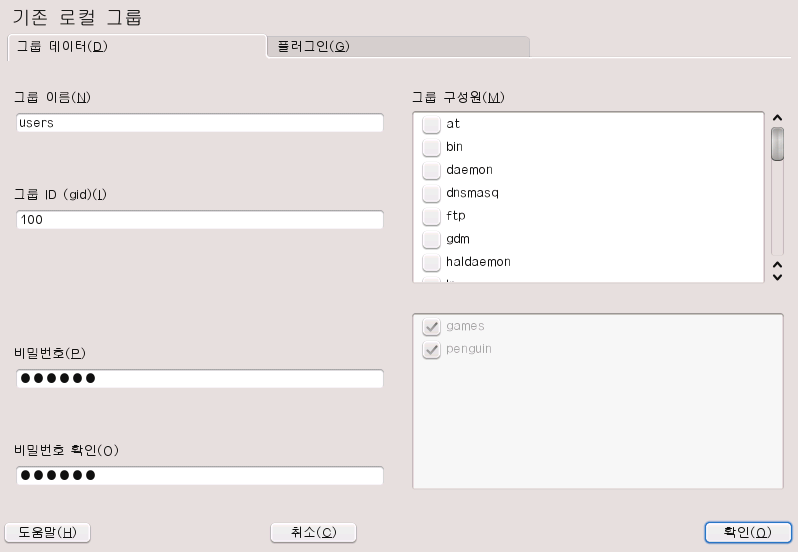 기존 로컬 그룹
그룹 데이터(D)
플러그인(G)
그룹 이름(N)
users
그룹 ID (gid)(I)
100
비밀번호(P)
●●●●●●
비밀번호 확인(O)
●●●●●●
그룹 구성원(M)
at
bin
daemon
dnsmasq
ftp
gdm
haldaemon
games
penguin
도움말(H)
취소(C)
확인(O)